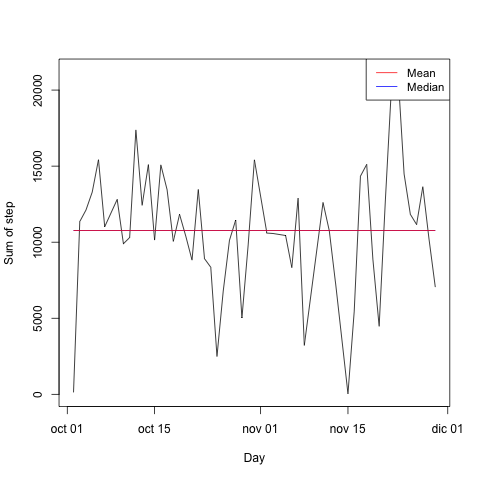 Mean
Median
20000
15000
10000
5000
0
Sum of step
oct 01
oct 15
nov 01
nov 15
dic 01
Day